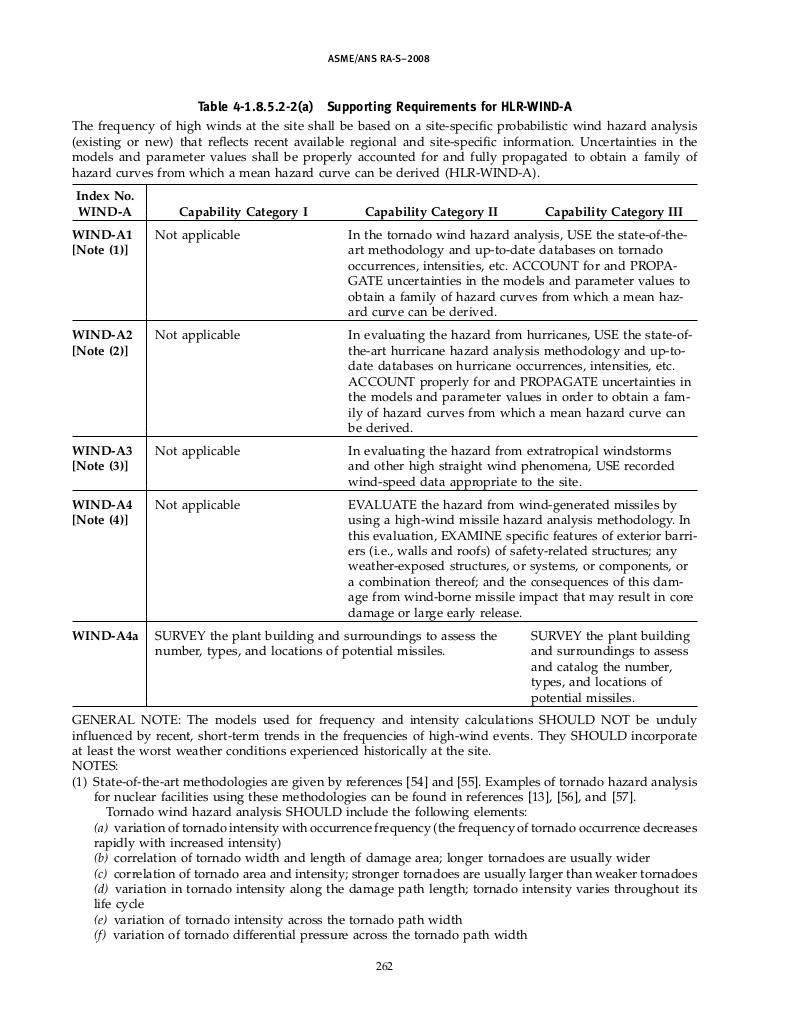 ASME/ANS RA-S–2008
Table 4-1.8.5.2-2(a) Supporting Requirements for HLR-WIND-A
The frequency of high winds at the site shall be based on a site-specific probabilistic wind hazard analysis
(existing or new) that reflects recent available regional and site-specific information. Uncertainties in the
models and parameter values shall be properly accounted for and fully propagated to obtain a family of
hazard curves from which a mean hazard curve can be derived (HLR-WIND-A).
Index No.
WIND-A Capability Category I Capability Category II Capability Category III
WIND-A1 Not applicable In the tornado wind hazard analysis, USE the state-of-the-
[Note (1)] art methodology and up-to-date databases on tornado
occurrences, intensities, etc. ACCOUNT for and PROPA-
GATE uncertainties in the models and parameter values to
obtain a family of hazard curves from which a mean haz-
ard curve can be derived.
WIND-A2 Not applicable In evaluating the hazard from hurricanes, USE the state-of-
[Note (2)] the-art hurricane hazard analysis methodology and up-to-
date databases on hurricane occurrences, intensities, etc.
ACCOUNT properly for and PROPAGATE uncertainties in
the models and parameter values in order to obtain a fam-
ily of hazard curves from which a mean hazard curve can
be derived.
WIND-A3 Not applicable In evaluating the hazard from extratropical windstorms
[Note (3)] and other high straight wind phenomena, USE recorded
wind-speed data appropriate to the site.
WIND-A4 Not applicable EVALUATE the hazard from wind-generated missiles by
[Note (4)] using a high-wind missile hazard analysis methodology. In
this evaluation, EXAMINE specific features of exterior barri-
ers (i.e., walls and roofs) of safety-related structures; any
weather-exposed structures, or systems, or components, or
a combination thereof; and the consequences of this dam-
age from wind-borne missile impact that may result in core
damage or large early release.
WIND-A4a SURVEY the plant building and surroundings to assess the SURVEY the plant building
number, types, and locations of potential missiles. and surroundings to assess
and catalog the number,
types, and locations of
potential missiles.
GENERAL NOTE: The models used for frequency and intensity calculations SHOULD NOT be unduly
influenced by recent, short-term trends in the frequencies of high-wind events. They SHOULD incorporate
at least the worst weather conditions experienced historically at the site.
NOTES:
(1) State-of-the-art methodologies are given by references [54] and [55]. Examples of tornado hazard analysis
for nuclear facilities using these methodologies can be found in references [13], [56], and [57].
Tornado wind hazard analysis SHOULD include the following elements:
(a) variation of tornado intensity with occurrence frequency (the frequency of tornado occurrence decreases
rapidly with increased intensity)
(b) correlation of tornado width and length of damage area; longer tornadoes are usually wider
(c) correlation of tornado area and intensity; stronger tornadoes are usually larger than weaker tornadoes
(d) variation in tornado intensity along the damage path length; tornado intensity varies throughout its
life cycle
(e) variation of tornado intensity across the tornado path width
(f) variation of tornado differential pressure across the tornado path width
262